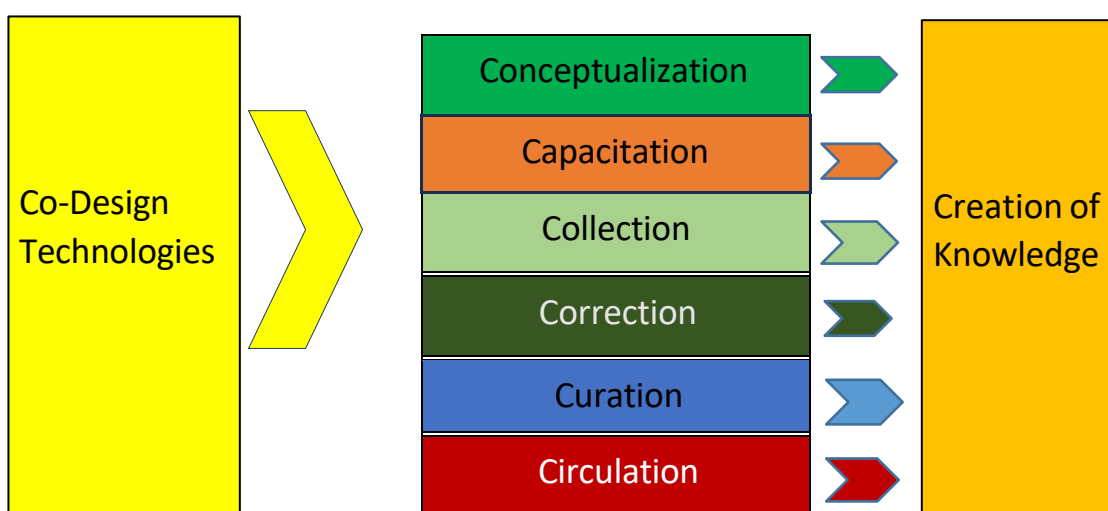 Co-Design
Technologies
Conceptualization
Capacitation
Collection
Correction
Curation
Circulation
Creation of
Knowledge